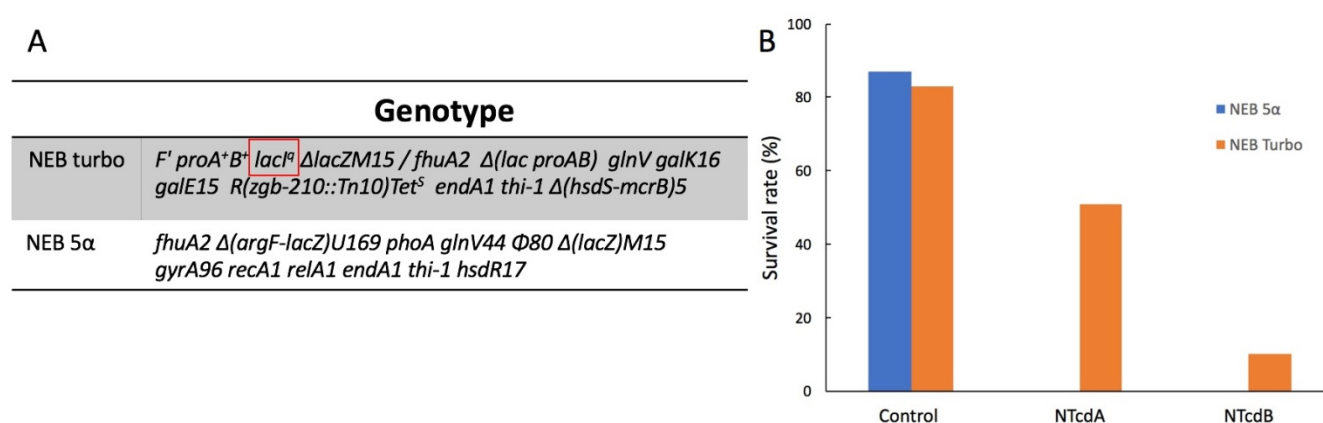 A
Genotype
NEB turbo
F' proA⁺B⁺ lacIᵠ ΔlacZM15 / fhuA2 Δ(lac proAB) glnV galK16
galE15 R(zgb-210::Tn10)Tetˢ endA1 thi-1 Δ(hsdS-mcrB)5
NEB 5α
fhuA2 Δ(argF-lacZ)U169 phoA glnV44 Φ80 Δ(lacZ)M15
gyrA96 recA1 relA1 endA1 thi-1 hsdR17
B
Survival rate (%)
100
80
60
40
20
0
Control
NTcdA
NTcdB
NEB 5α
NEB Turbo